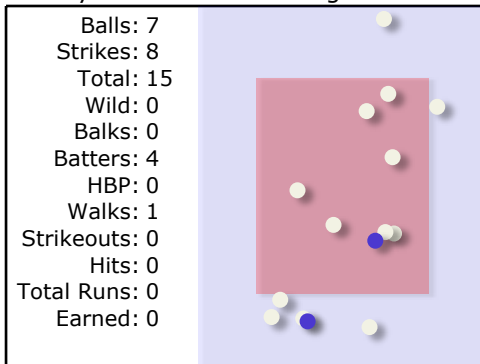 Balls: 7
Strikes: 8
Total: 15
Wild: 0
Balks: 0
Batters: 4
HBP: 0
Walks: 1
Strikeouts: 0
Hits: 0
Total Runs: 0
Earned: 0